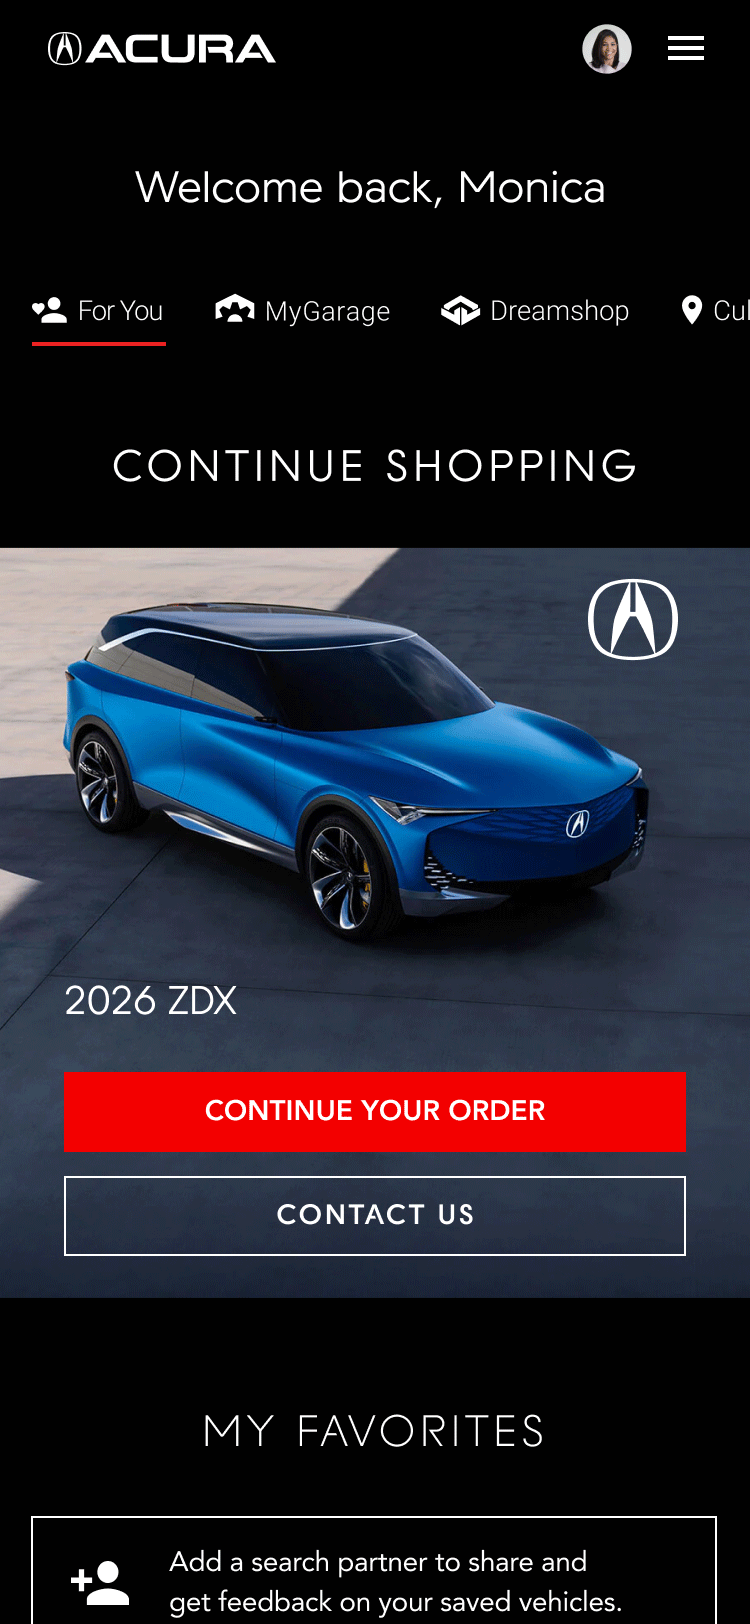 ACURA
Welcome back, Monica
For You
MyGarage
Dreamshop
CONTINUE SHOPPING
2026 ZDX
CONTINUE YOUR ORDER
CONTACT US
MY FAVORITES
Add a search partner to share and
get feedback on your saved vehicles.